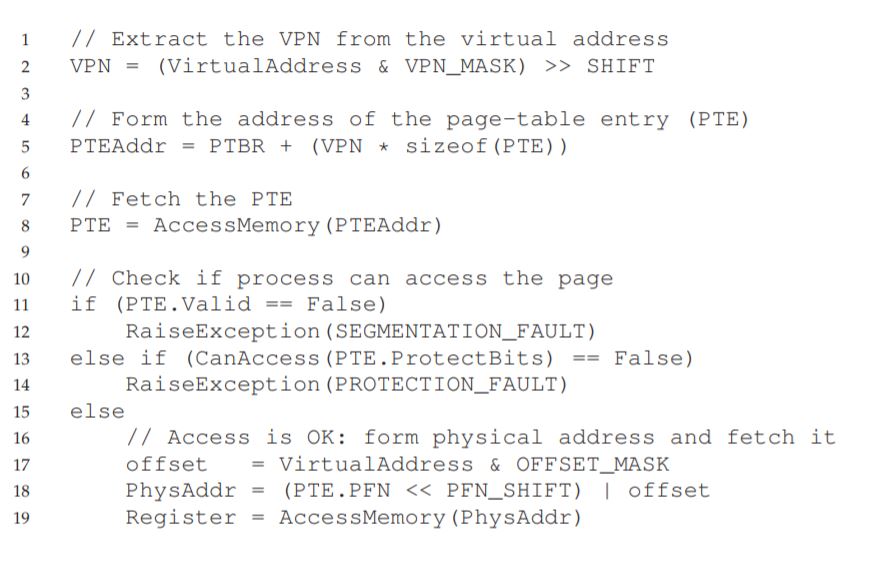 1 // Extract the VPN from the virtual address
2 VPN = (VirtualAddress & VPN_MASK) >> SHIFT
3
4 // Form the address of the page-table entry (PTE)
5 PTEAddr = PTBR + (VPN * sizeof(PTE))
6
7 // Fetch the PTE
8 PTE = AccessMemory(PTEAddr)
9
10 // Check if process can access the page
11 if (PTE.Valid == False)
12     RaiseException(SEGMENTATION_FAULT)
13 else if (CanAccess(PTE.ProtectBits) == False)
14     RaiseException(PROTECTION_FAULT)
15 else
16     // Access is OK: form physical address and fetch it
17     offset   = VirtualAddress & OFFSET_MASK
18     PhysAddr = (PTE.PFN << PFN_SHIFT) | offset
19     Register = AccessMemory(PhysAddr)